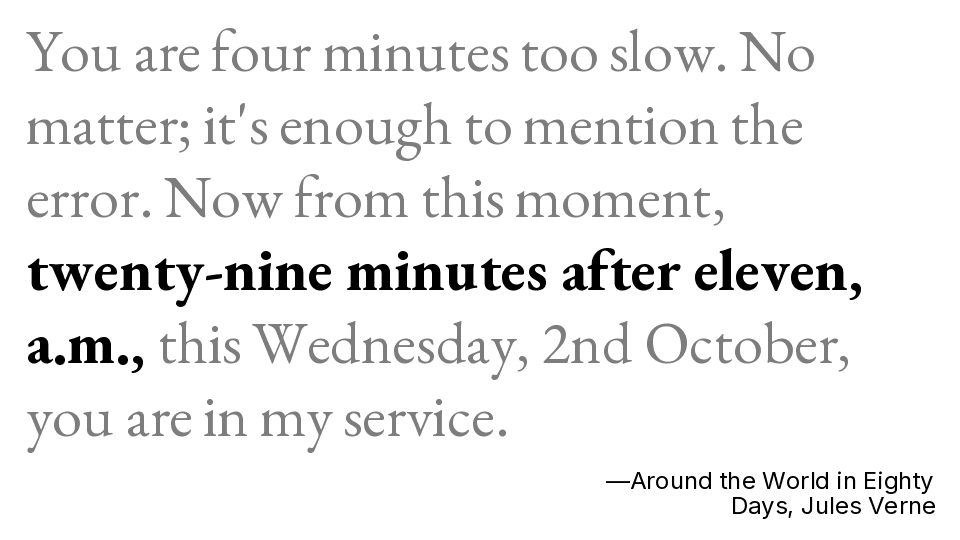 You are four minutes too slow. No
matter; it's enough to mention the
error. Now from this moment,
twenty-nine minutes after eleven,
a.m., this Wednesday, 2nd October,
you are in my service.
—Around the World in Eighty
Days, Jules Verne